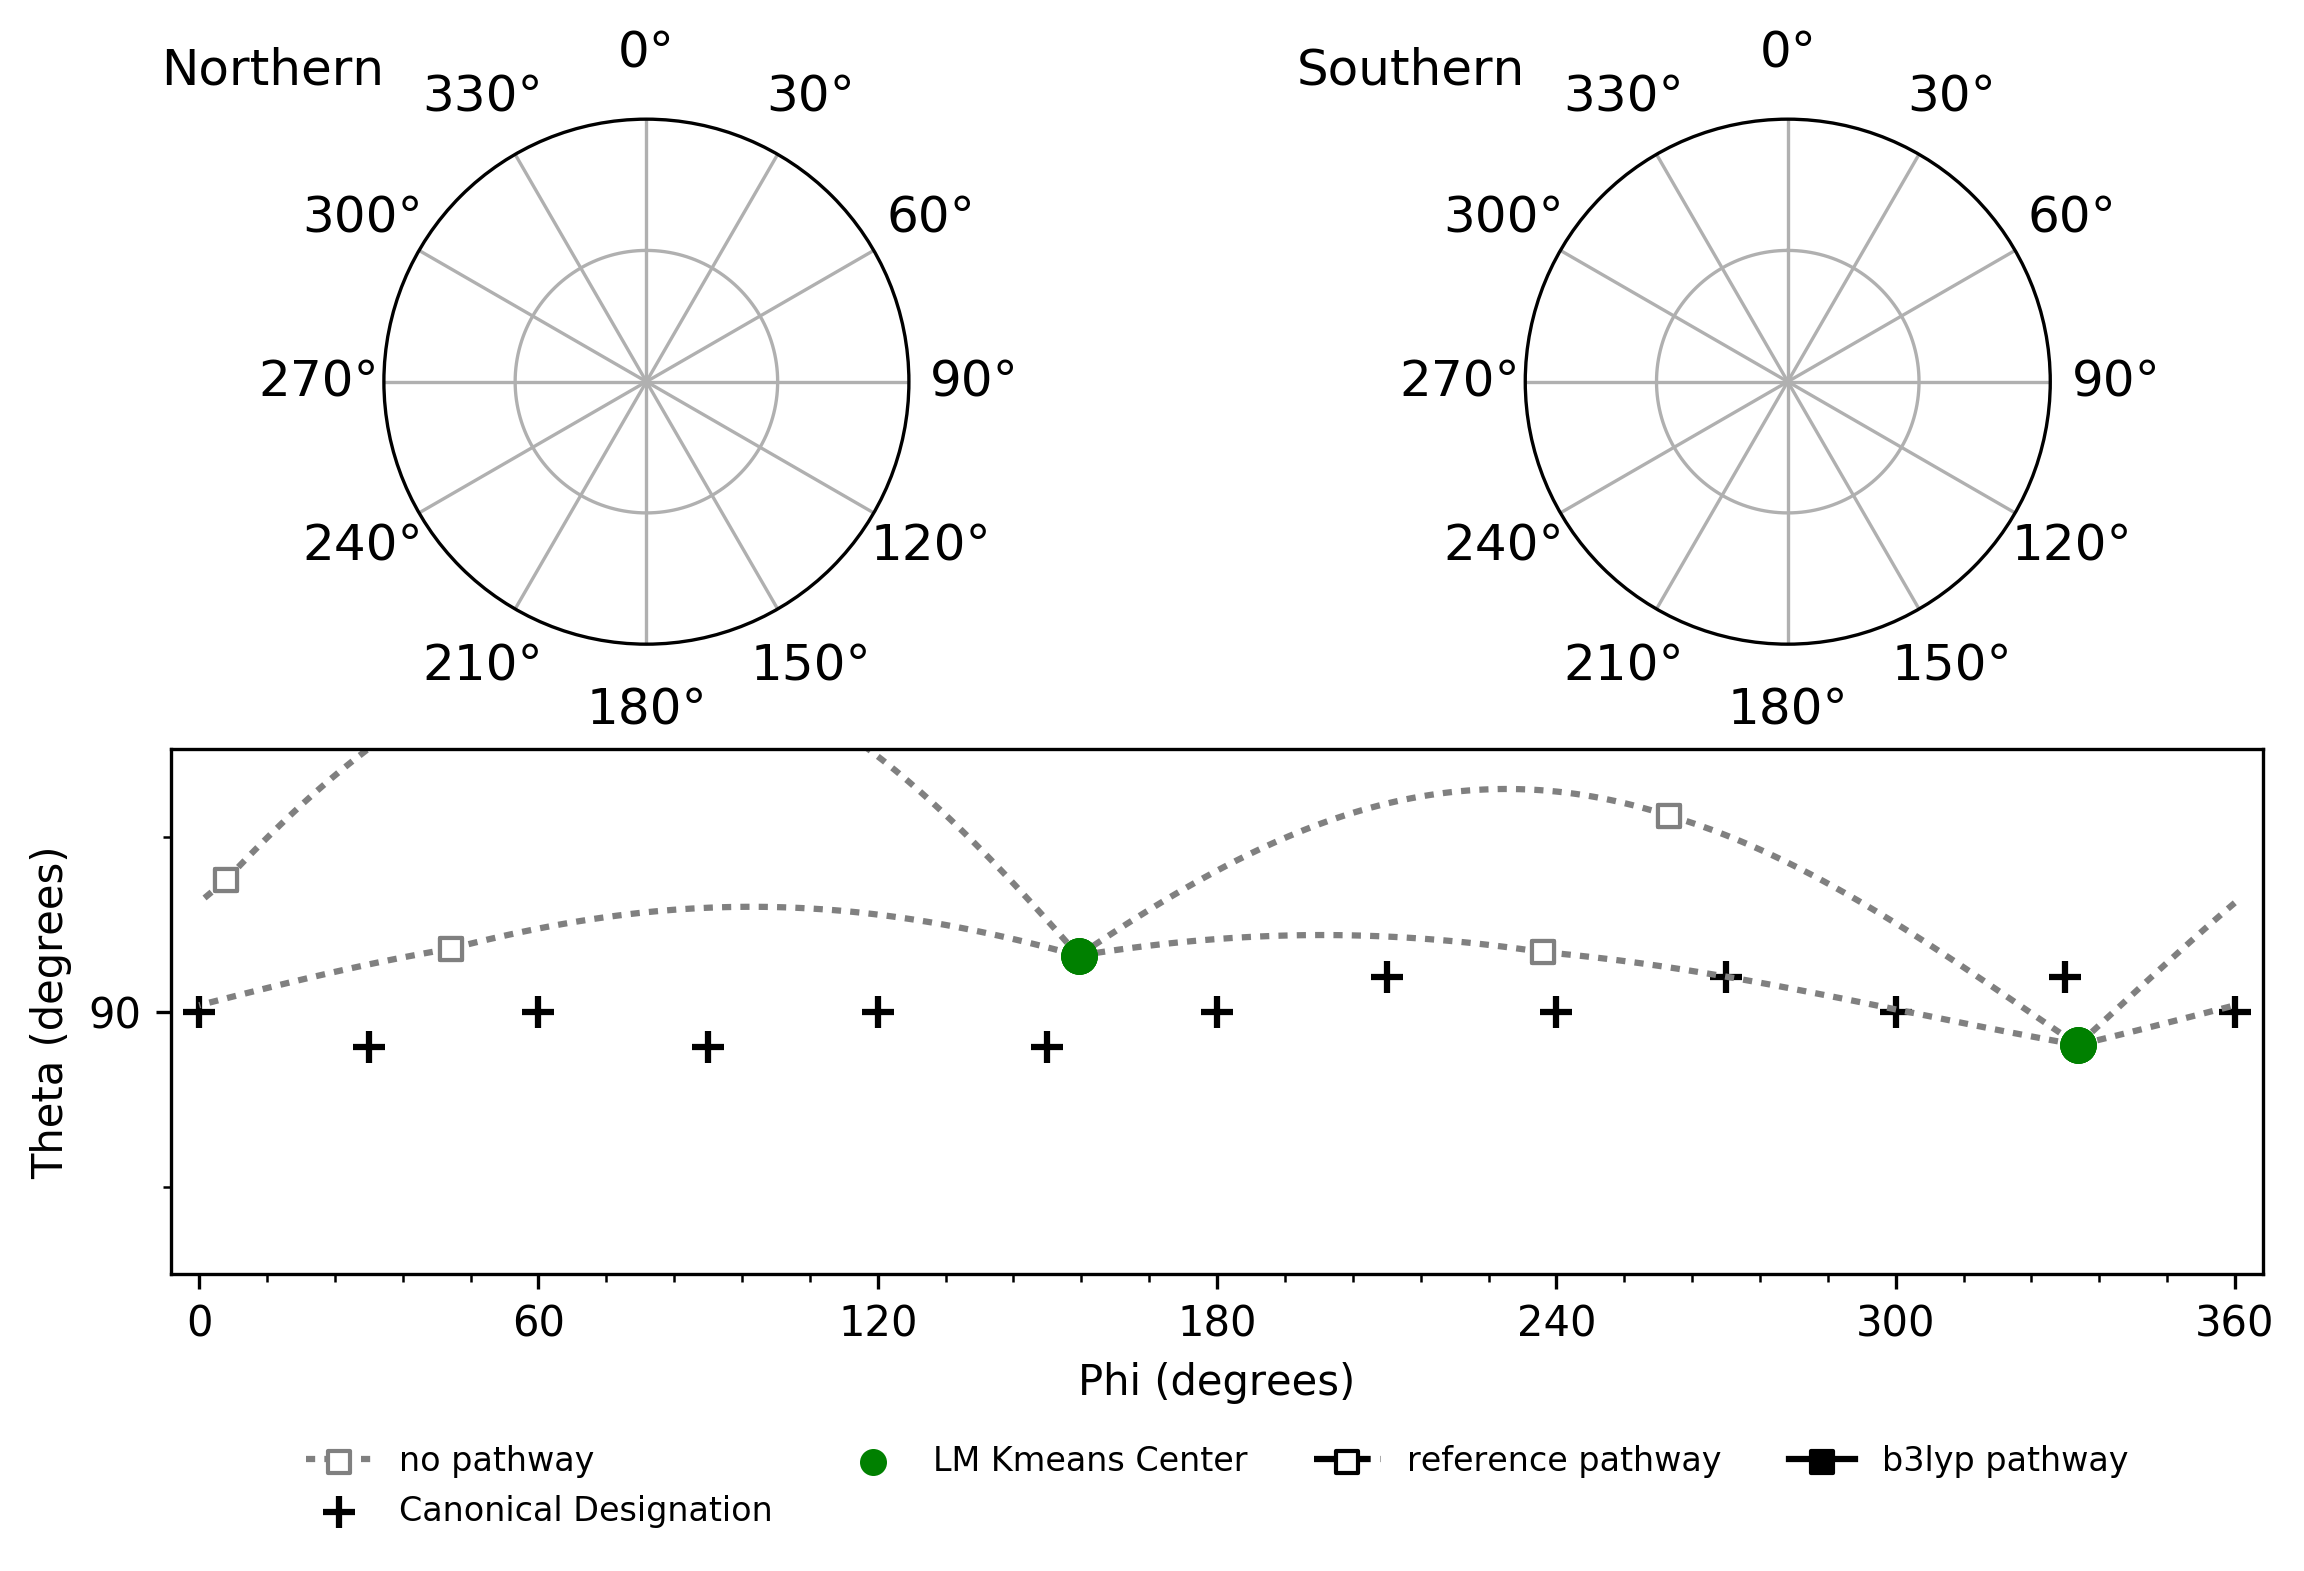 Northern
0°
330°
30°
300°
60°
270°
90°
240°
120°
210°
150°
180°
Southern
0°
330°
30°
300°
60°
270°
90°
240°
120°
210°
150°
180°
Theta (degrees)
90
0 60 120 180 240 300 360
Phi (degrees)
no pathway
Canonical Designation
LM Kmeans Center
reference pathway
b3lyp pathway